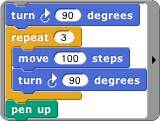 turn 90 degrees
repeat 3
move 100 steps
turn 90 degrees
pen up